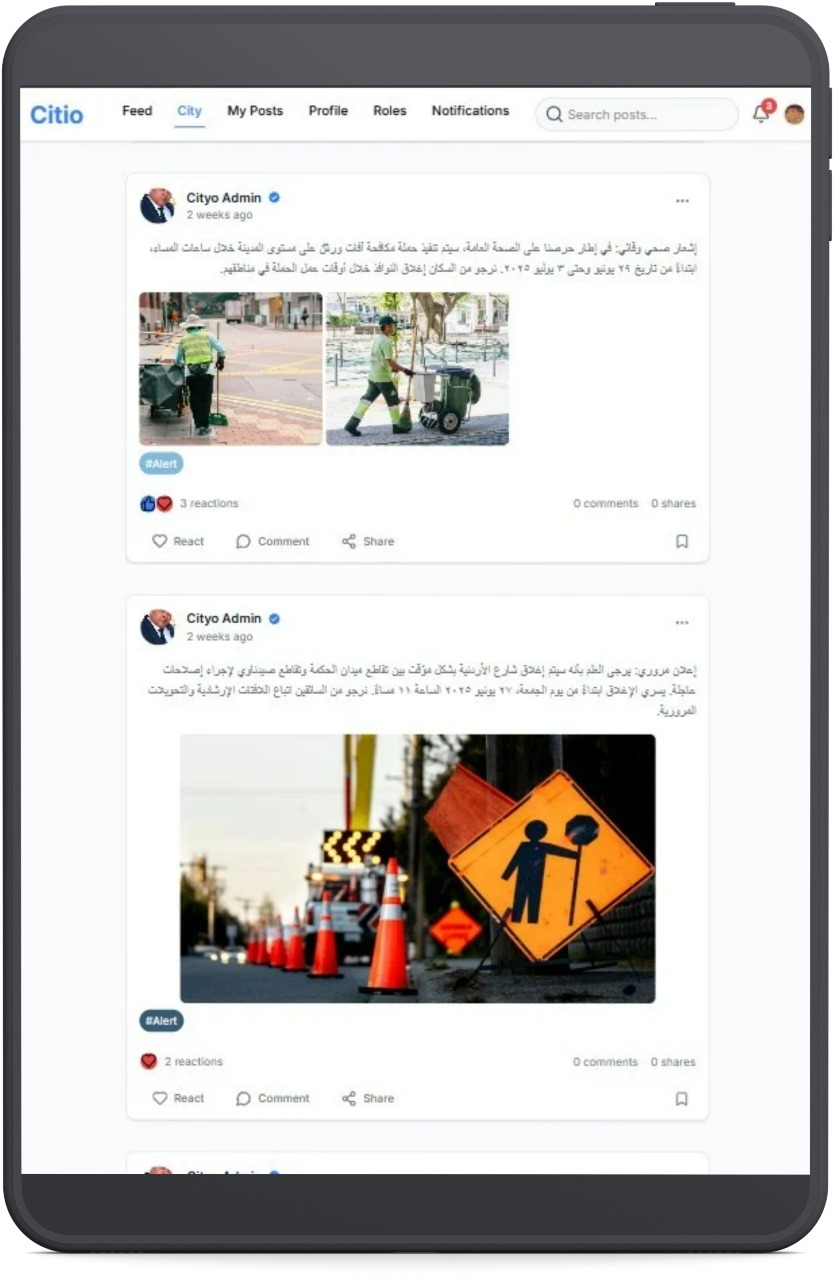 Citio
Feed City My Posts Profile Roles Notifications Search posts... 3
Cityo Admin
2 weeks ago
إشعار صحي وقائي: في إطار حرصنا على الصحة العامة، سيتم تنفيذ حملة مكافحة آفات ورش على مستوى المدينة خلال ساعات المساء،
ابتداءً من تاريخ ٢٩ يونيو وحتى ٣ يوليو ٢٠٢٥. نرجو من السكان إغلاق النوافذ خلال أوقات عمل الحملة في مناطقهم.
#Alert
3 reactions 0 comments 0 shares
React Comment Share
Cityo Admin
2 weeks ago
إعلان مروري: يرجى العلم بأنه سيتم إغلاق شارع الأردنية بشكل مؤقت بين تقاطع ميدان الحكمة وتقاطع صيدناوي لإجراء إصلاحات
عاجلة. يسري الإغلاق ابتداءً من يوم الجمعة، ٢٧ يونيو ٢٠٢٥ الساعة ١١ مساءً. نرجو من السائقين اتباع اللافتات الإرشادية والتحويلات
المرورية.
#Alert
2 reactions 0 comments 0 shares
React Comment Share
Cityo Admin